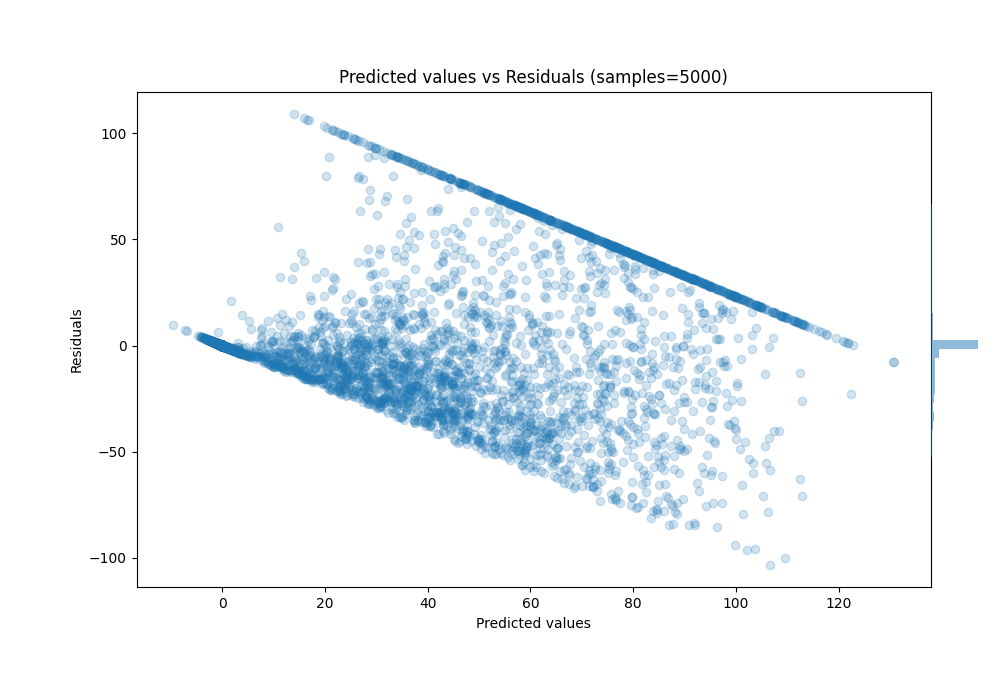 Predicted values vs Residuals (samples=5000)
100
50
0
−50
−100
Residuals
0 20 40 60 80 100 120
Predicted values